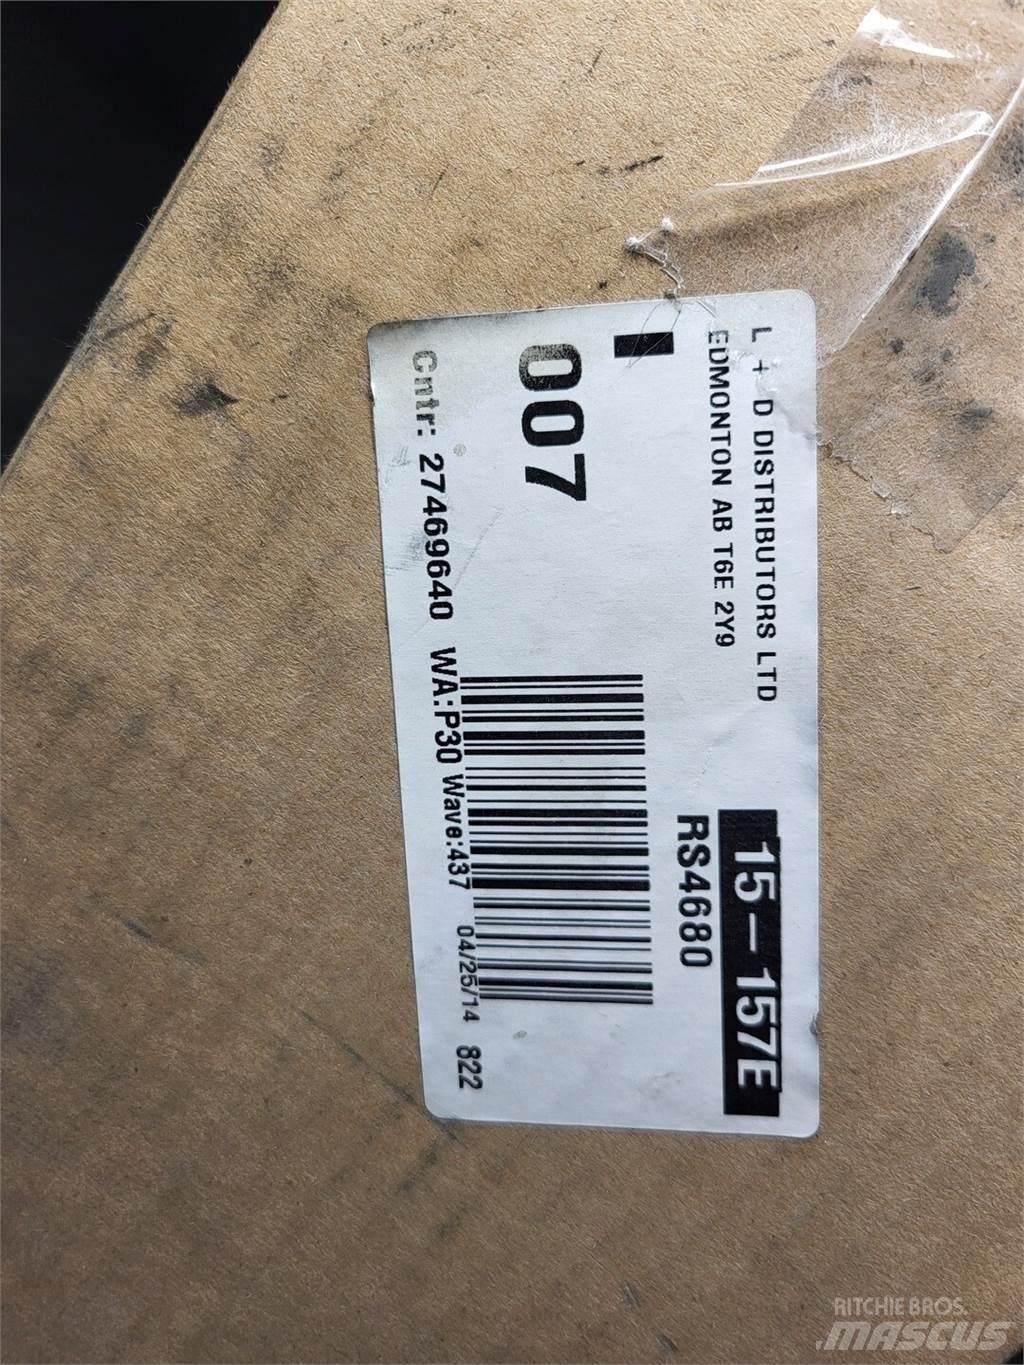 L + D DISTRIBUTORS LTD
EDMONTON AB T6E 2Y9
15-157E
RS4680
007
Cntr: 27469640 WA:P30 Wave:437 04/25/14 822
RITCHIE BROS.
MASCUS